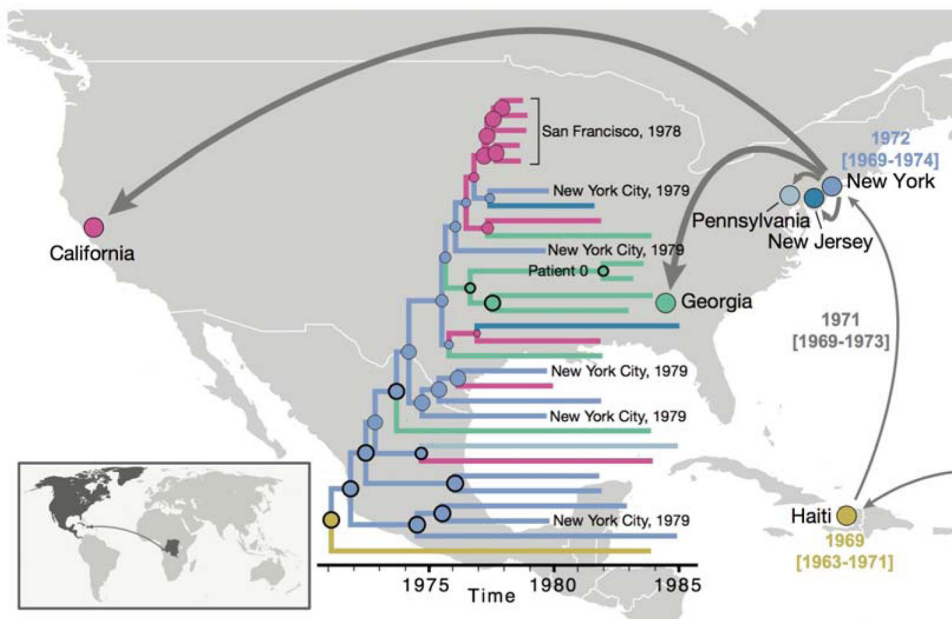 San Francisco, 1978
1972
[1969-1974]
New York
New York City, 1979
Pennsylvania
New Jersey
California
New York City, 1979
Patient 0
Georgia
1971
[1969-1973]
New York City, 1979
New York City, 1979
Haiti
New York City, 1979
1969
[1963-1971]
1975
1980
1985
Time